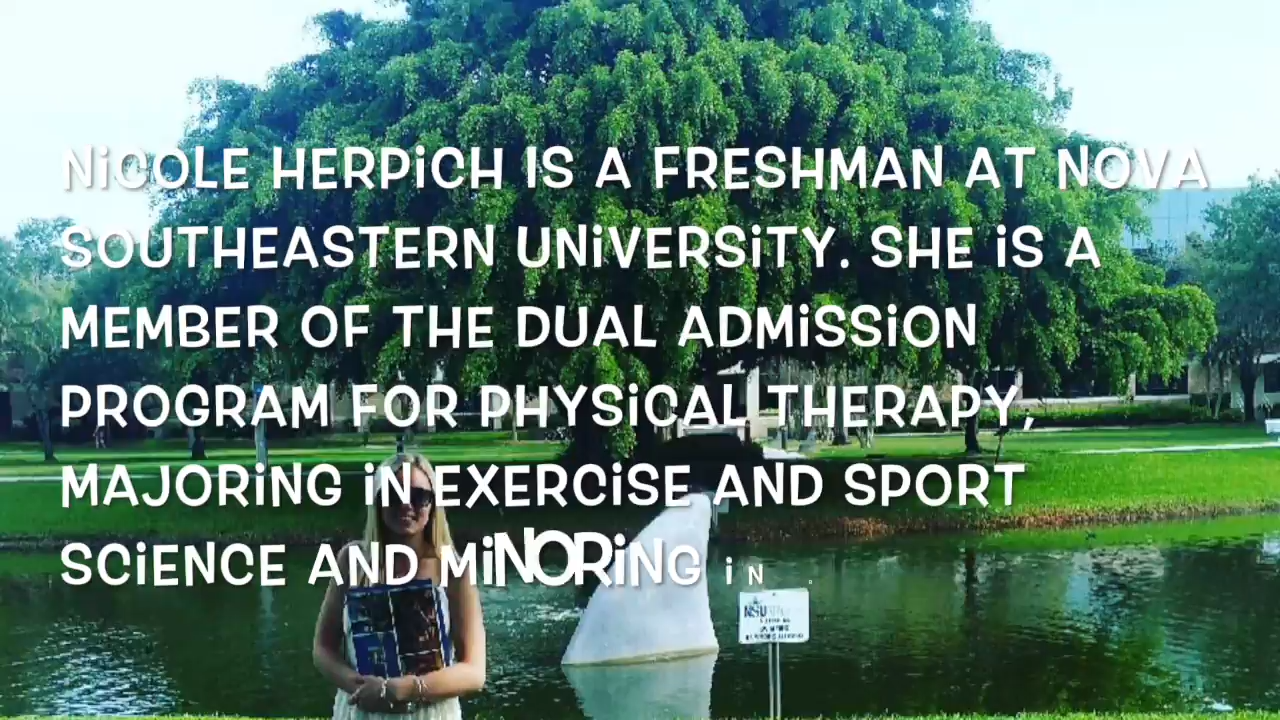 NiCOLE HERPiCH IS A FRESHMAN AT NOVA
SOUTHEASTERN UNiVERSiTY. SHE iS A
MEMBER OF THE DUAL ADMiSSiON
PROGRAM FOR PHYSiCAL THERAPY,
MAJORiNG iN EXERCiSE AND SPORT
SCiENCE AND MiNORiNG iN
NSU